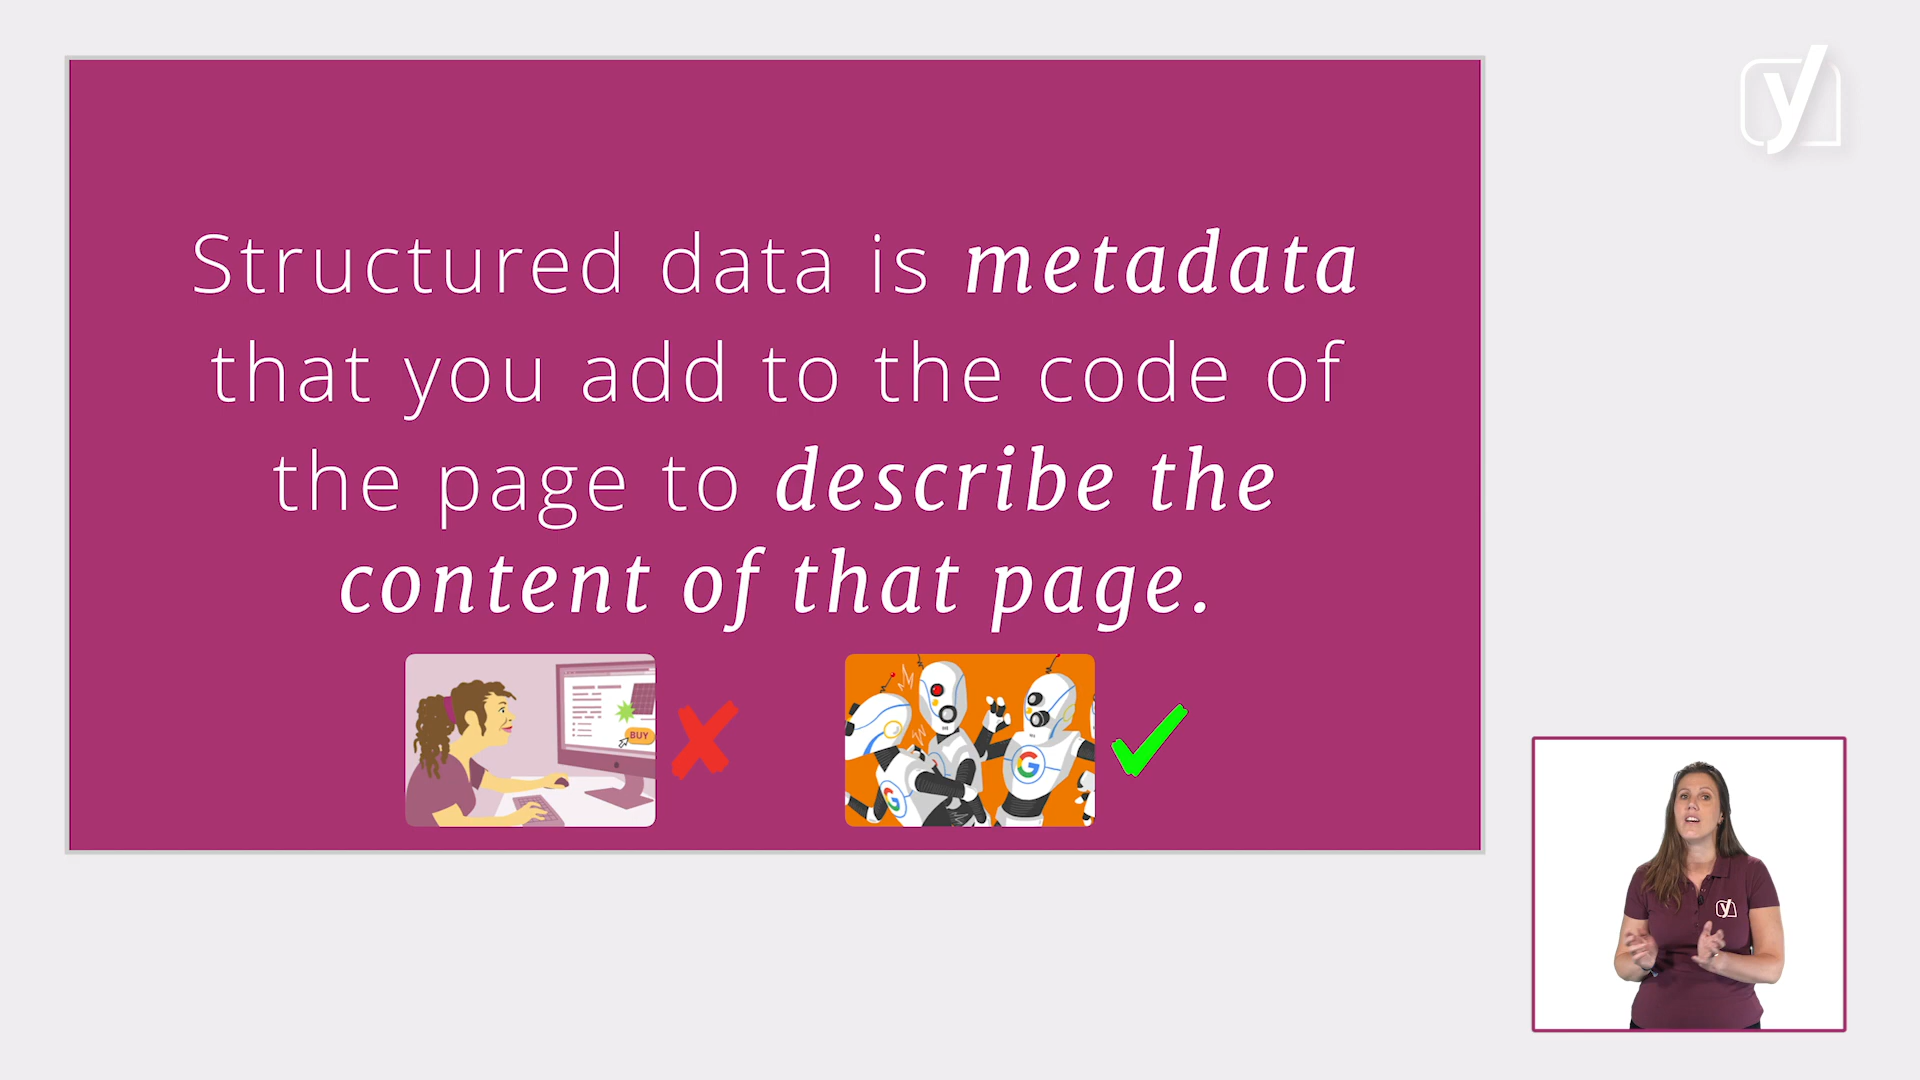 Structured data is metadata
that you add to the code of
the page to describe the
content of that page.
BUY
G
G
y
y